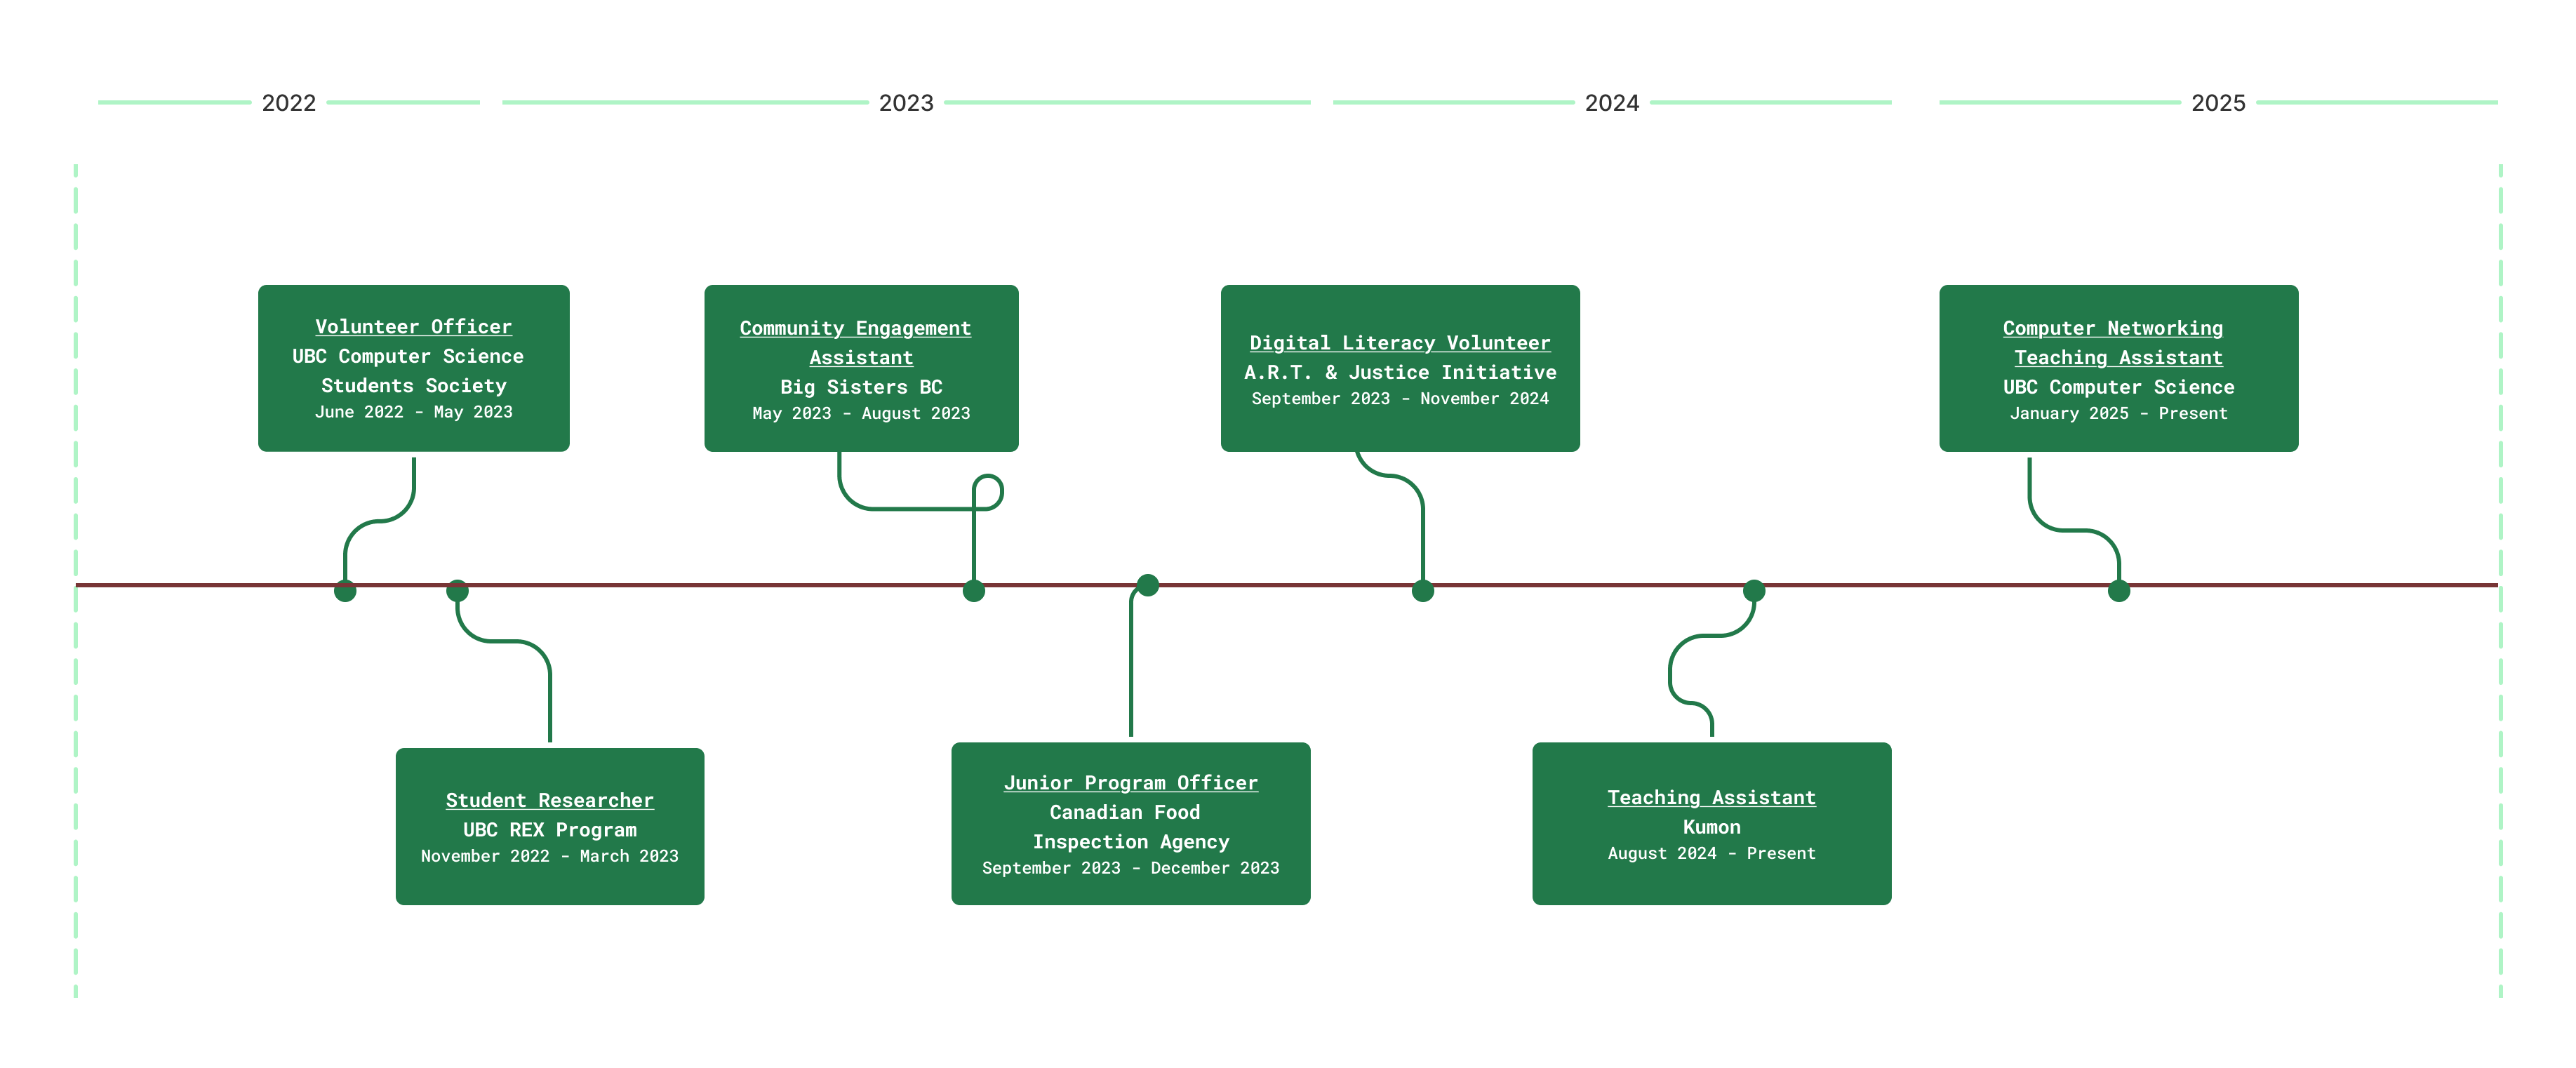 2022
2023
2024
2025
Volunteer Officer
UBC Computer Science
Students Society
June 2022 - May 2023
Community Engagement
Assistant
Big Sisters BC
May 2023 - August 2023
Digital Literacy Volunteer
A.R.T. & Justice Initiative
September 2023 - November 2024
Computer Networking
Teaching Assistant
UBC Computer Science
January 2025 - Present
Student Researcher
UBC REX Program
November 2022 - March 2023
Junior Program Officer
Canadian Food
Inspection Agency
September 2023 - December 2023
Teaching Assistant
Kumon
August 2024 - Present